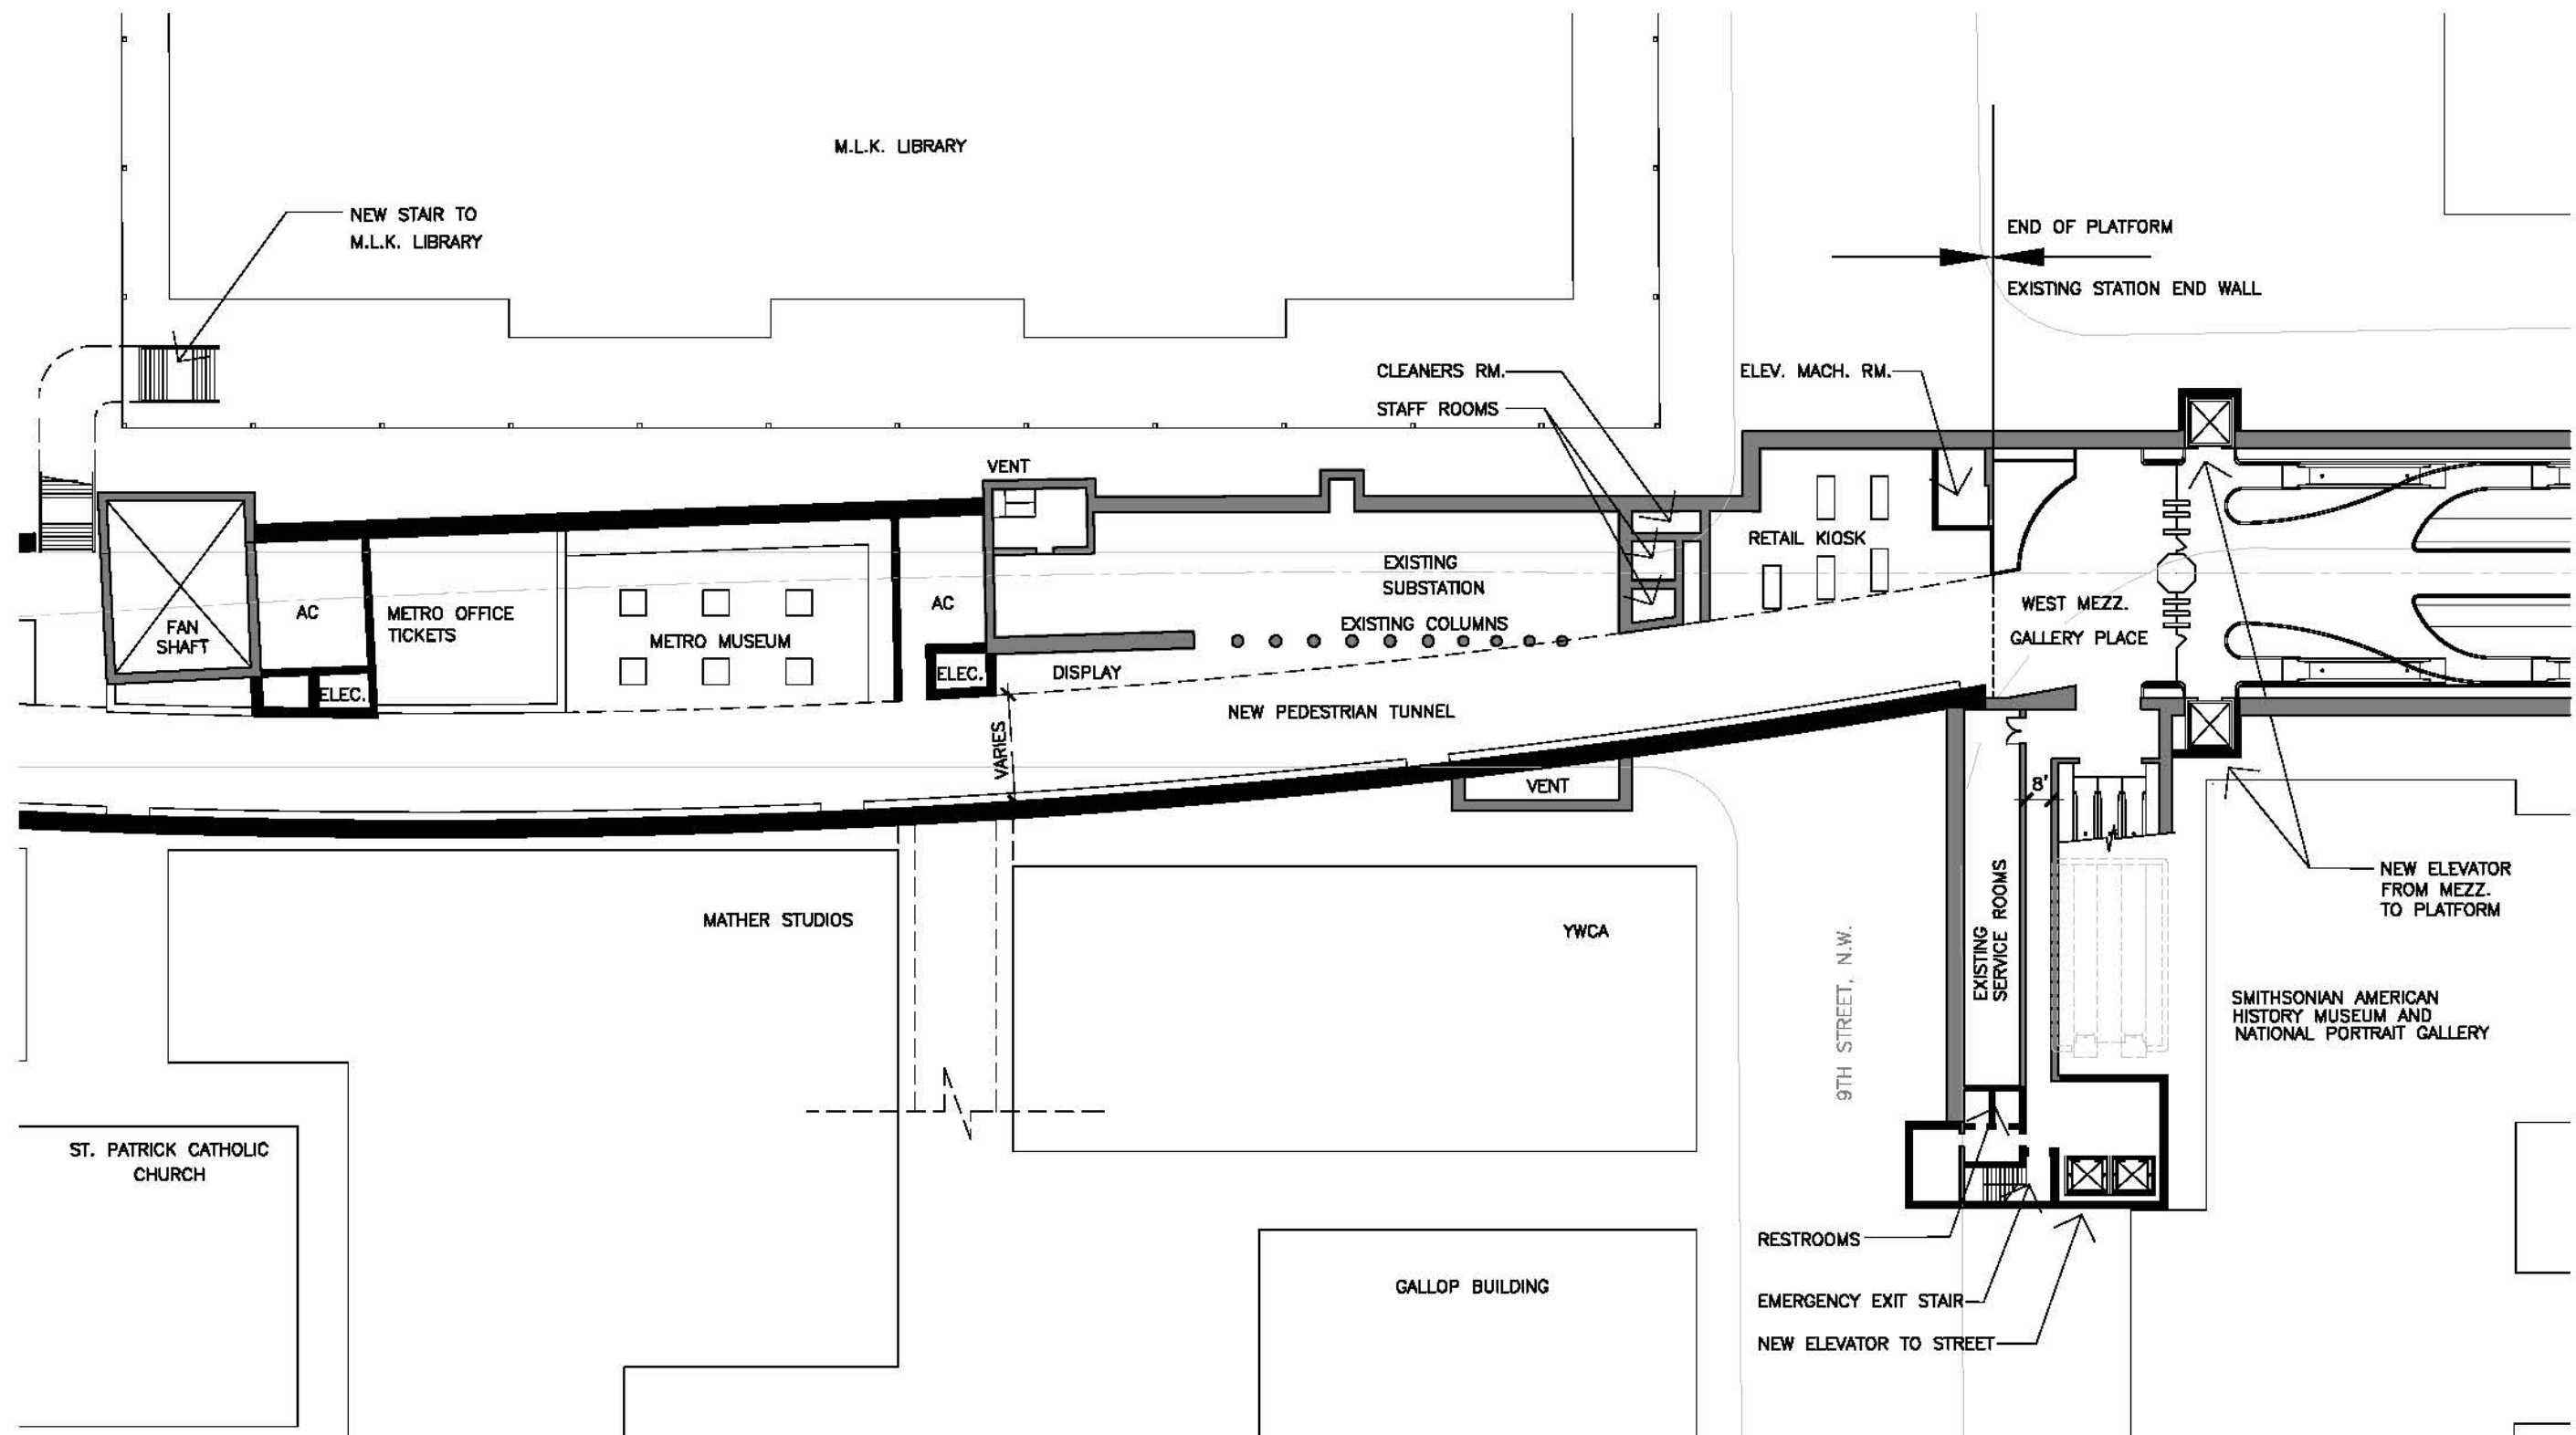 M.L.K. LIBRARY
NEW STAIR TO
M.L.K. LIBRARY
END OF PLATFORM
EXISTING STATION END WALL
CLEANERS RM.
STAFF ROOMS
ELEV. MACH. RM.
VENT
RETAIL KIOSK
EXISTING
SUBSTATION
EXISTING COLUMNS
WEST MEZZ.
GALLERY PLACE
FAN
SHAFT
AC
METRO OFFICE
TICKETS
METRO MUSEUM
AC
ELEC.
ELEC.
DISPLAY
NEW PEDESTRIAN TUNNEL
VARIES
VENT
8'
NEW ELEVATOR
FROM MEZZ.
TO PLATFORM
MATHER STUDIOS
YWCA
9TH STREET, N.W.
EXISTING
SERVICE ROOMS
SMITHSONIAN AMERICAN
HISTORY MUSEUM AND
NATIONAL PORTRAIT GALLERY
ST. PATRICK CATHOLIC
CHURCH
GALLOP BUILDING
RESTROOMS
EMERGENCY EXIT STAIR
NEW ELEVATOR TO STREET